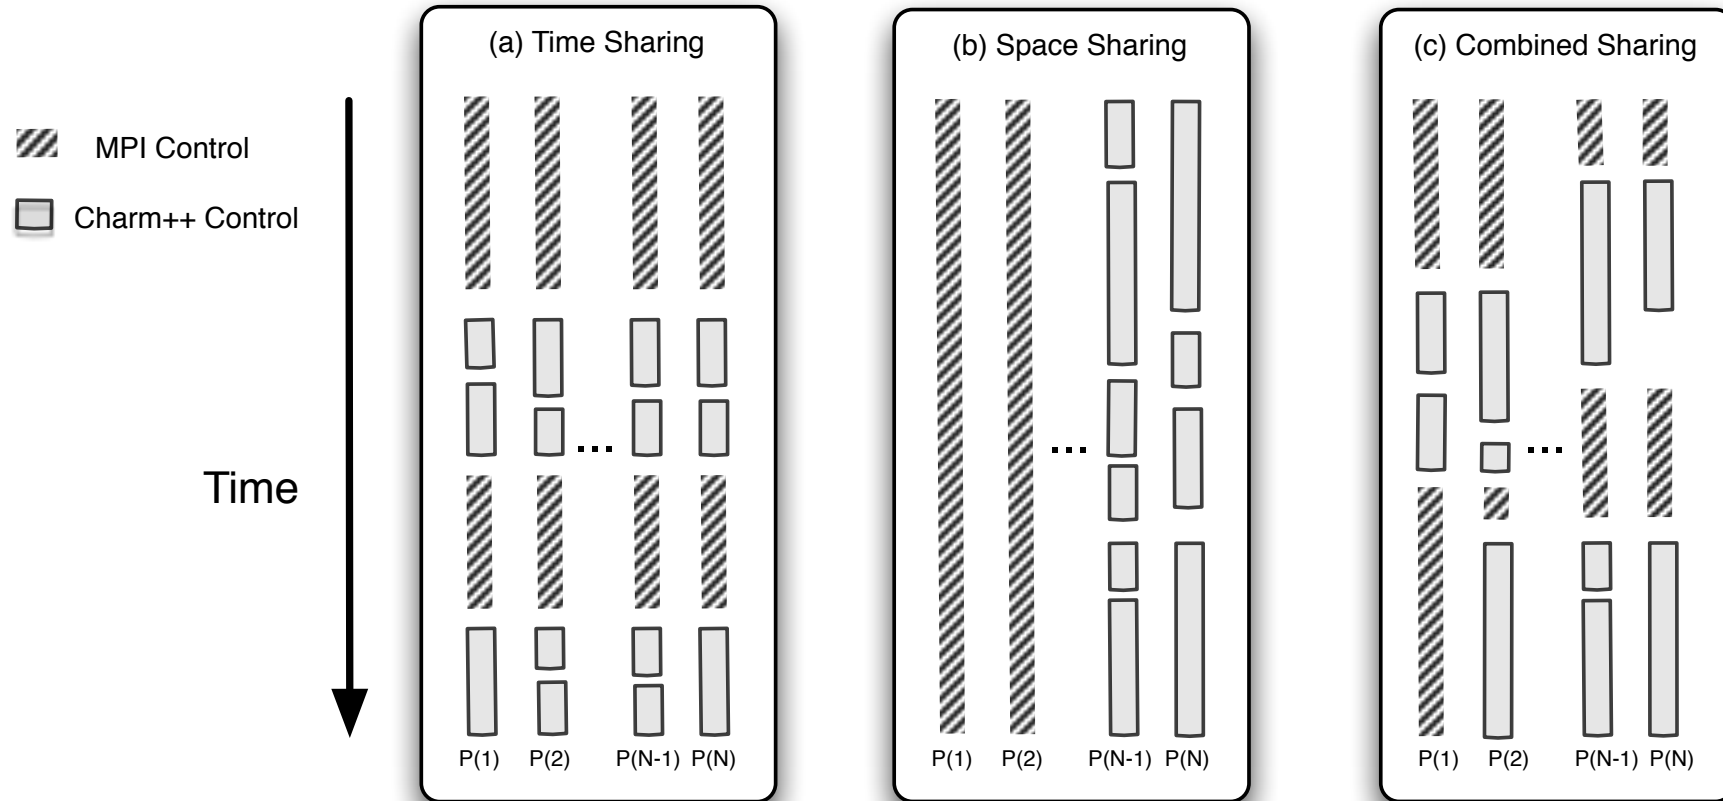 (a) Time Sharing
(b) Space Sharing
(c) Combined Sharing
MPI Control
Charm++ Control
Time
...
...
...
P(1) P(2) P(N-1) P(N)
P(1) P(2) P(N-1) P(N)
P(1) P(2) P(N-1) P(N)